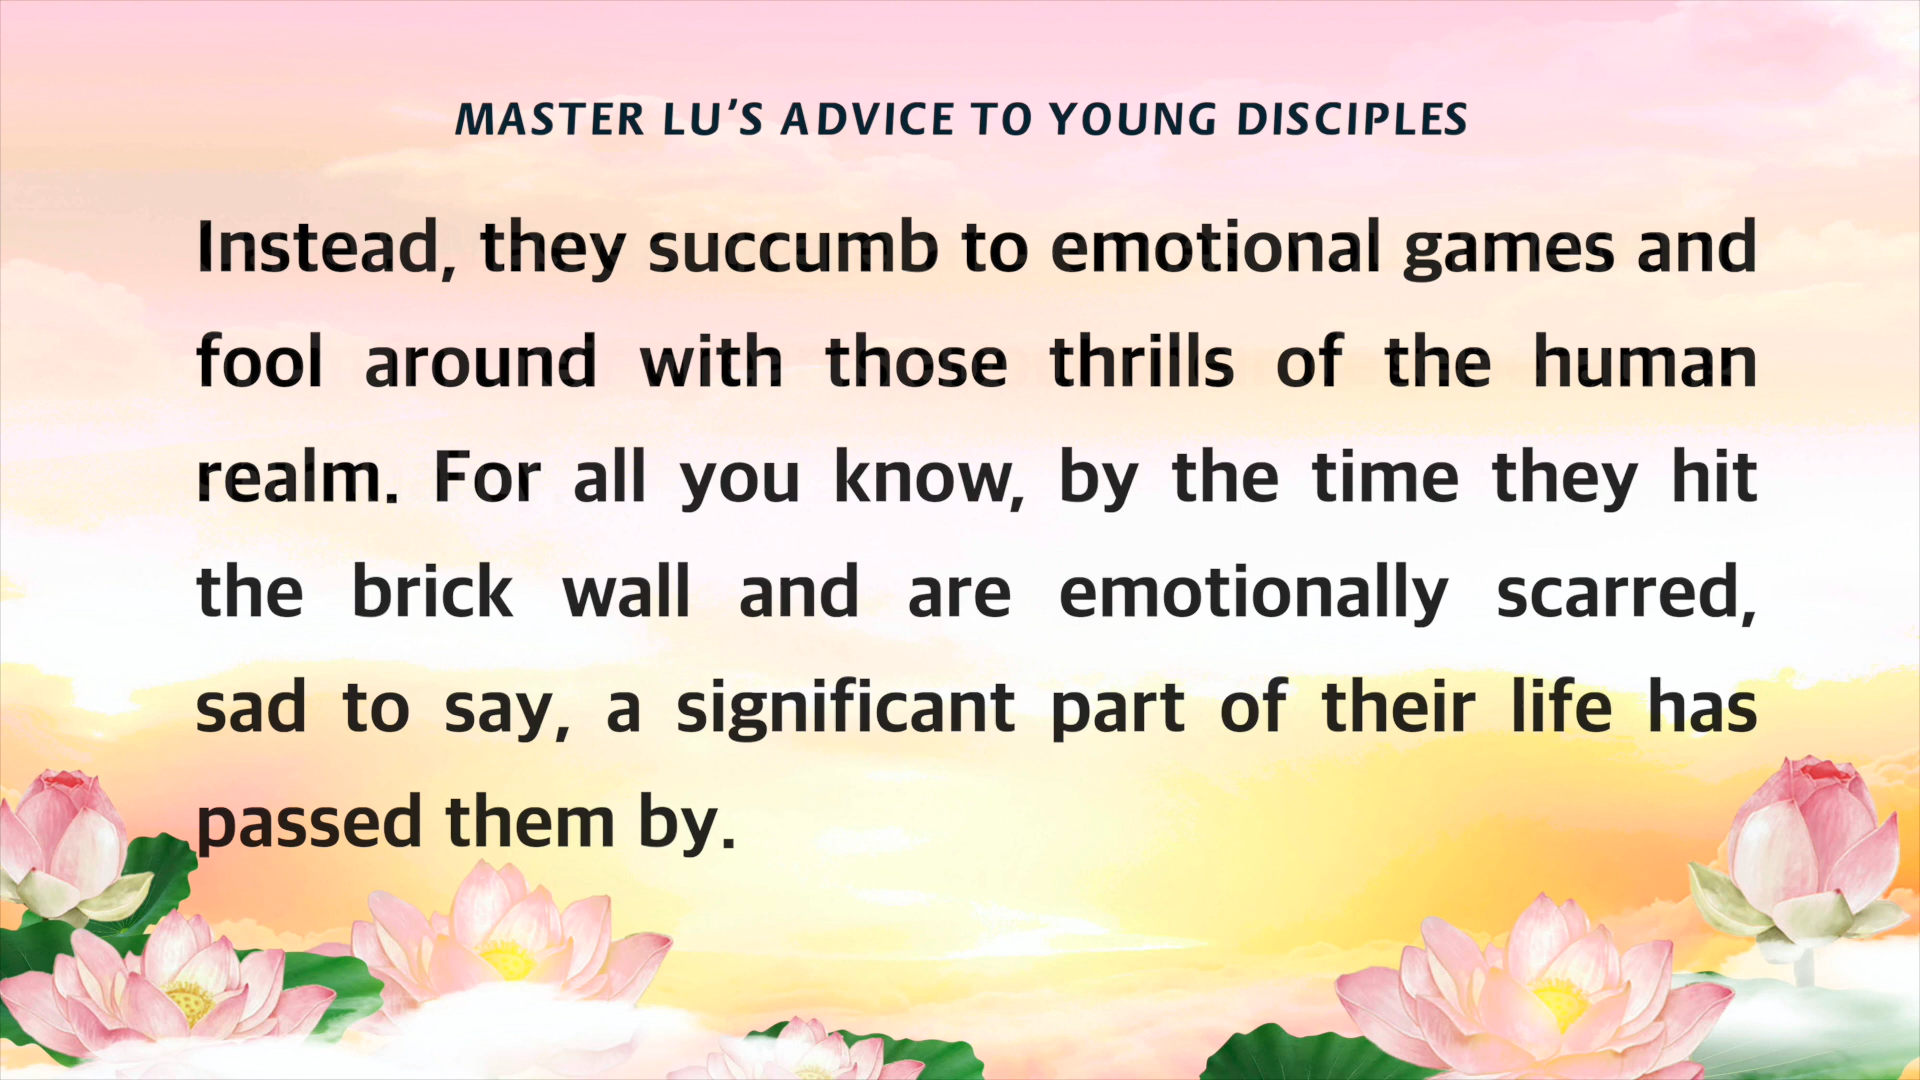 MASTER LU’S ADVICE TO YOUNG DISCIPLES
Instead, they succumb to emotional games and
fool around with those thrills of the human
realm. For all you know, by the time they hit
the brick wall and are emotionally scarred,
sad to say, a significant part of their life has
passed them by.